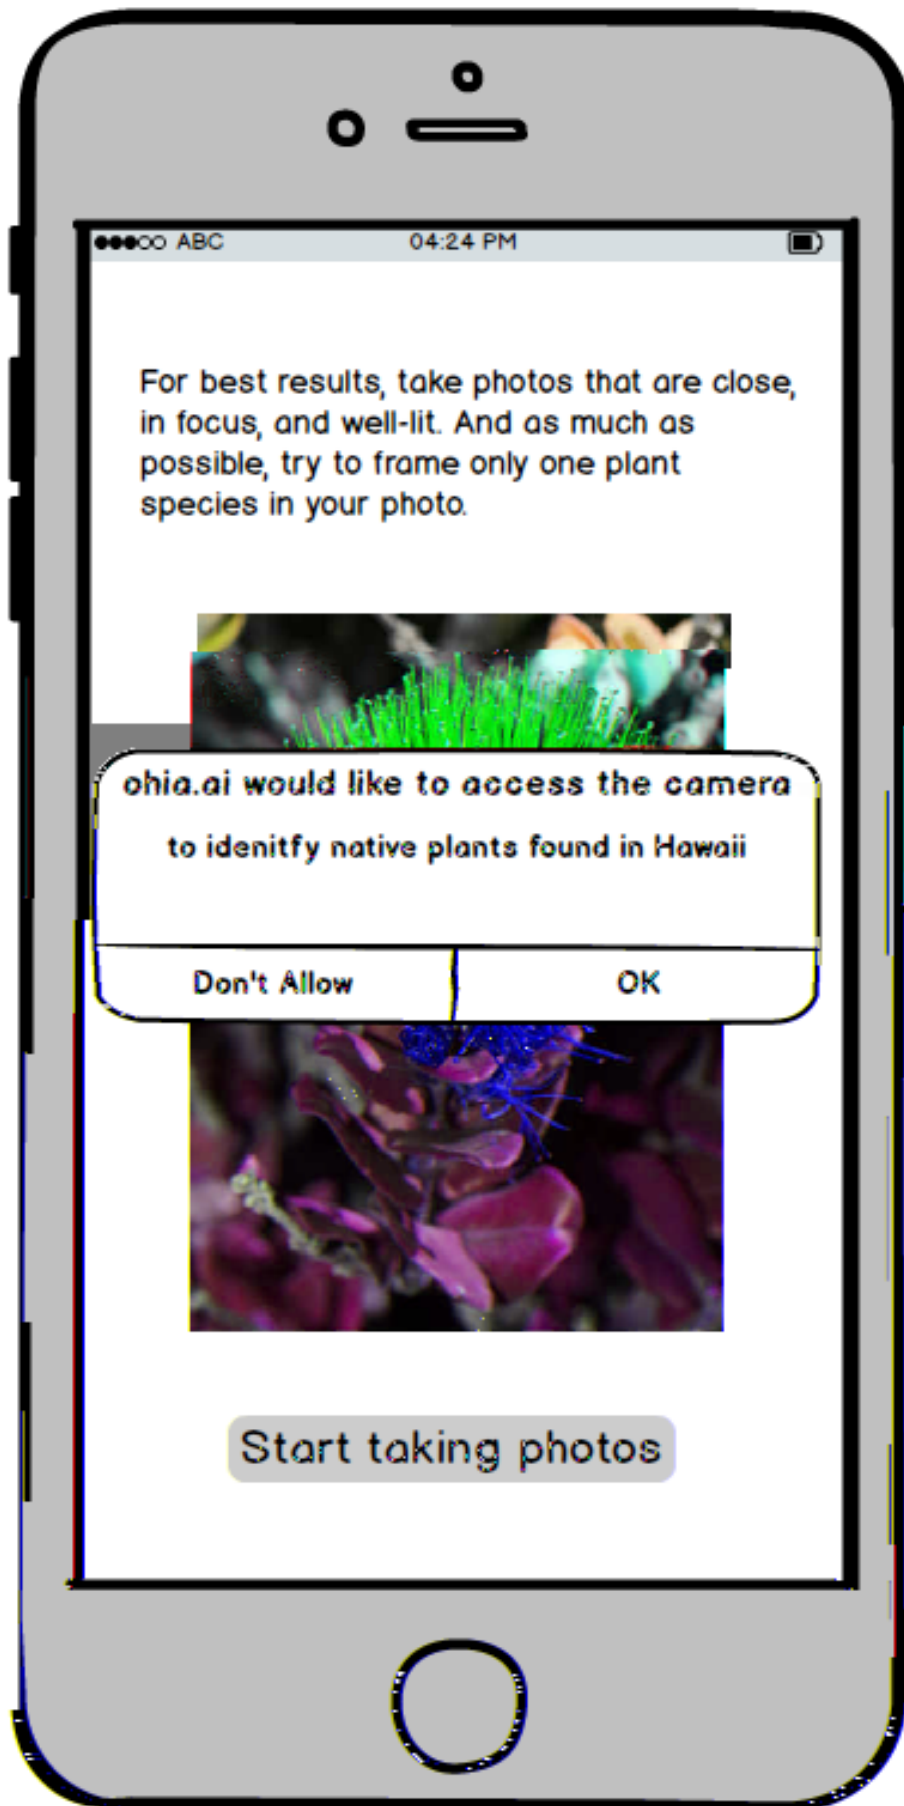 ABC 04:24 PM
For best results, take photos that are close,
in focus, and well-lit. And as much as
possible, try to frame only one plant
species in your photo.
ohia.ai would like to access the camera
to idenitfy native plants found in Hawaii
Don't Allow OK
Start taking photos